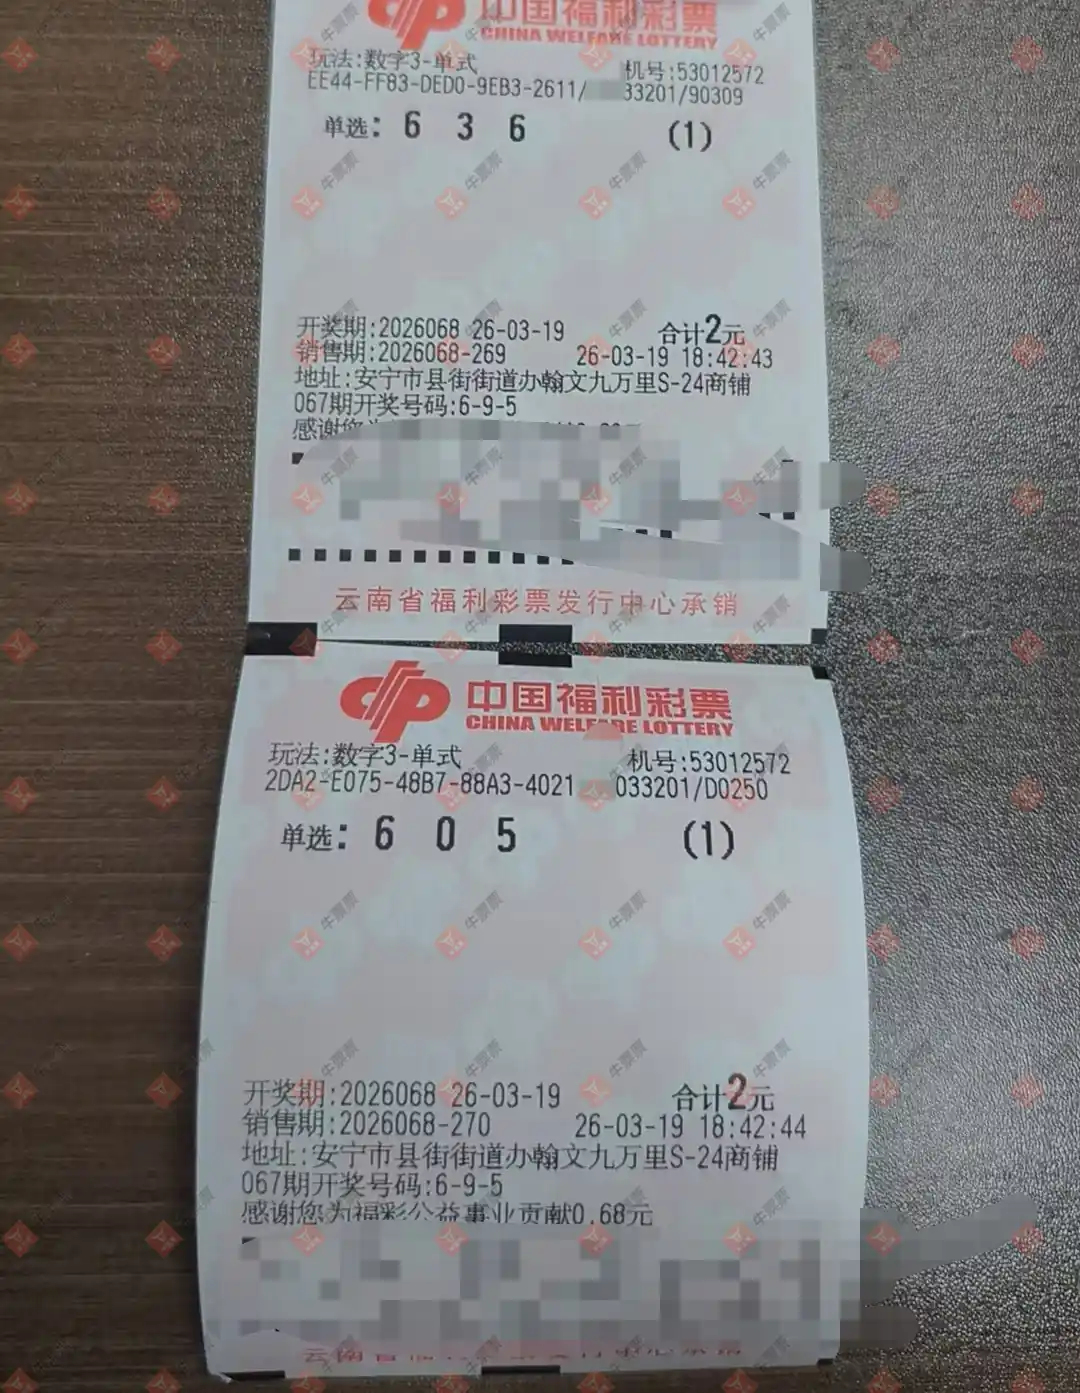 中国福利彩票
CHINA WELFARE LOTTERY
玩法:数字3-单式 机号:53012572
EE44-FF83-DED0-9EB3-2611/ 33201/90309
单选: 6 3 6 (1)
开奖期:2026068 26-03-19 合计2元
销售期:2026068-269 26-03-19 18:42:43
地址:安宁市县街街道办翰文九万里S-24商铺
067期开奖号码:6-9-5
感谢您
云南省福利彩票发行中心承销
中国福利彩票
CHINA WELFARE LOTTERY
玩法:数字3-单式 机号:53012572
2DA2-E075-48B7-88A3-4021 033201/D0250
单选: 6 0 5 (1)
开奖期:2026068 26-03-19 合计2元
销售期:2026068-270 26-03-19 18:42:44
地址:安宁市县街街道办翰文九万里S-24商铺
067期开奖号码:6-9-5
感谢您为福彩公益事业贡献0.68元
牛票票